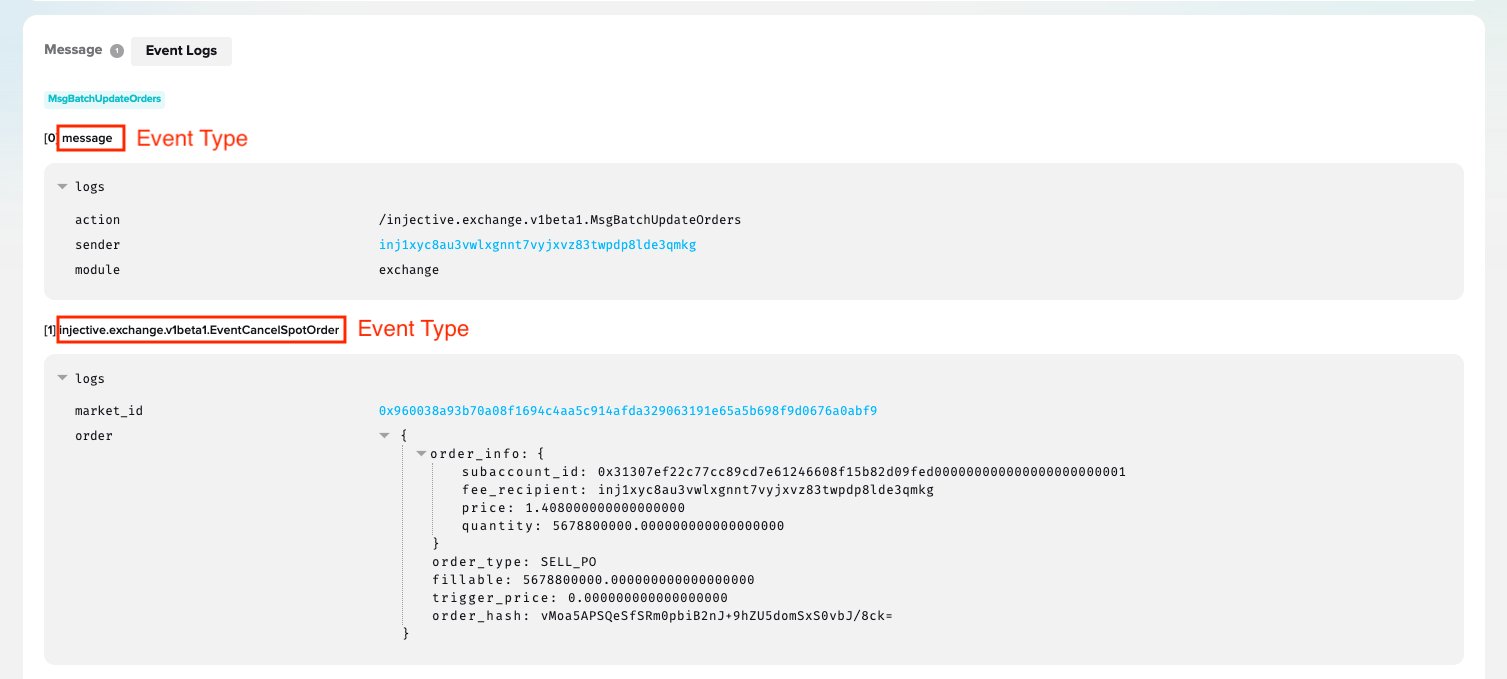 Message 1 Event Logs
MsgBatchUpdateOrders
[0] message Event Type
logs
action /injective.exchange.v1beta1.MsgBatchUpdateOrders
sender inj1xyc8au3vwlxgnnt7vyjxvz83twpdp8lde3qmkg
module exchange
[1] injective.exchange.v1beta1.EventCancelSpotOrder Event Type
logs
market_id 0x960038a93b70a08f1694c4aa5c914afda329063191e65a5b698f9d0676a0abf9
order {
order_info: {
subaccount_id: 0x31307ef22c77cc89cd7e61246608f15b82d09fed000000000000000000000001
fee_recipient: inj1xyc8au3vwlxgnnt7vyjxvz83twpdp8lde3qmkg
price: 1.408000000000000000
quantity: 5678800000.000000000000000000
}
order_type: SELL_PO
fillable: 5678800000.000000000000000000
trigger_price: 0.000000000000000000
order_hash: vMoa5APSQeSfSRm0pbiB2nJ+9hZU5domSxS0vbJ/8ck=
}